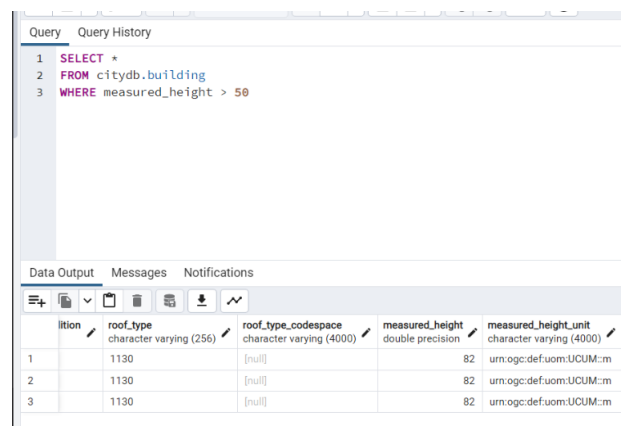 Query Query History
1 SELECT *
2 FROM citydb.building
3 WHERE measured_height > 50
Data Output Messages Notifications
lition roof_type roof_type_codespace measured_height measured_height_unit
character varying (256) character varying (4000) double precision character varying (4000)
1 1130 [null] 82 urn:ogc:def:uom:UCUM::m
2 1130 [null] 82 urn:ogc:def:uom:UCUM::m
3 1130 [null] 82 urn:ogc:def:uom:UCUM::m